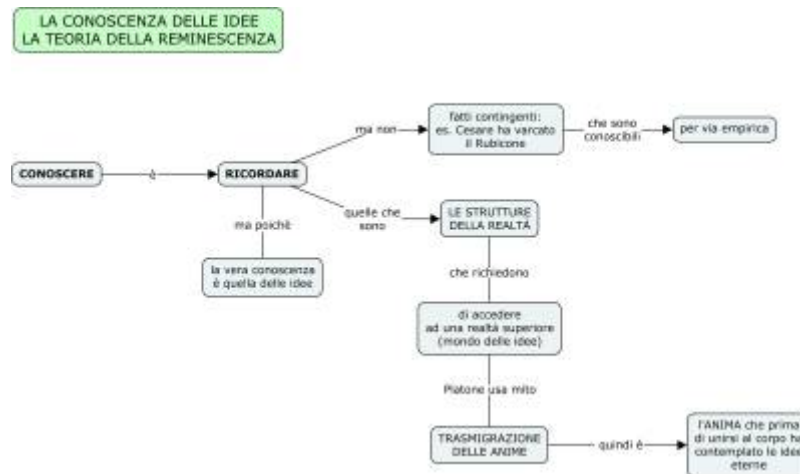 LA CONOSCENZA DELLE IDEE
LA TEORIA DELLA REMINESCENZA
fatti contingenti:
es. Cesare ha varcato
il Rubicone
ma non
che sono
conoscibili
per via empirica
CONOSCERE
è
RICORDARE
quelle che
sono
LE STRUTTURE
DELLA REALTÁ
ma poichè
la vera conoscenza
è quella delle idee
che richiedono
di accedere
ad una realtá superiore
(mondo delle idee)
Platone usa mito
TRASMIGRAZIONE
DELLE ANIME
quindi è
l'ANIMA che prima
di unirsi al corpo ha
contemplato le idee
eterne